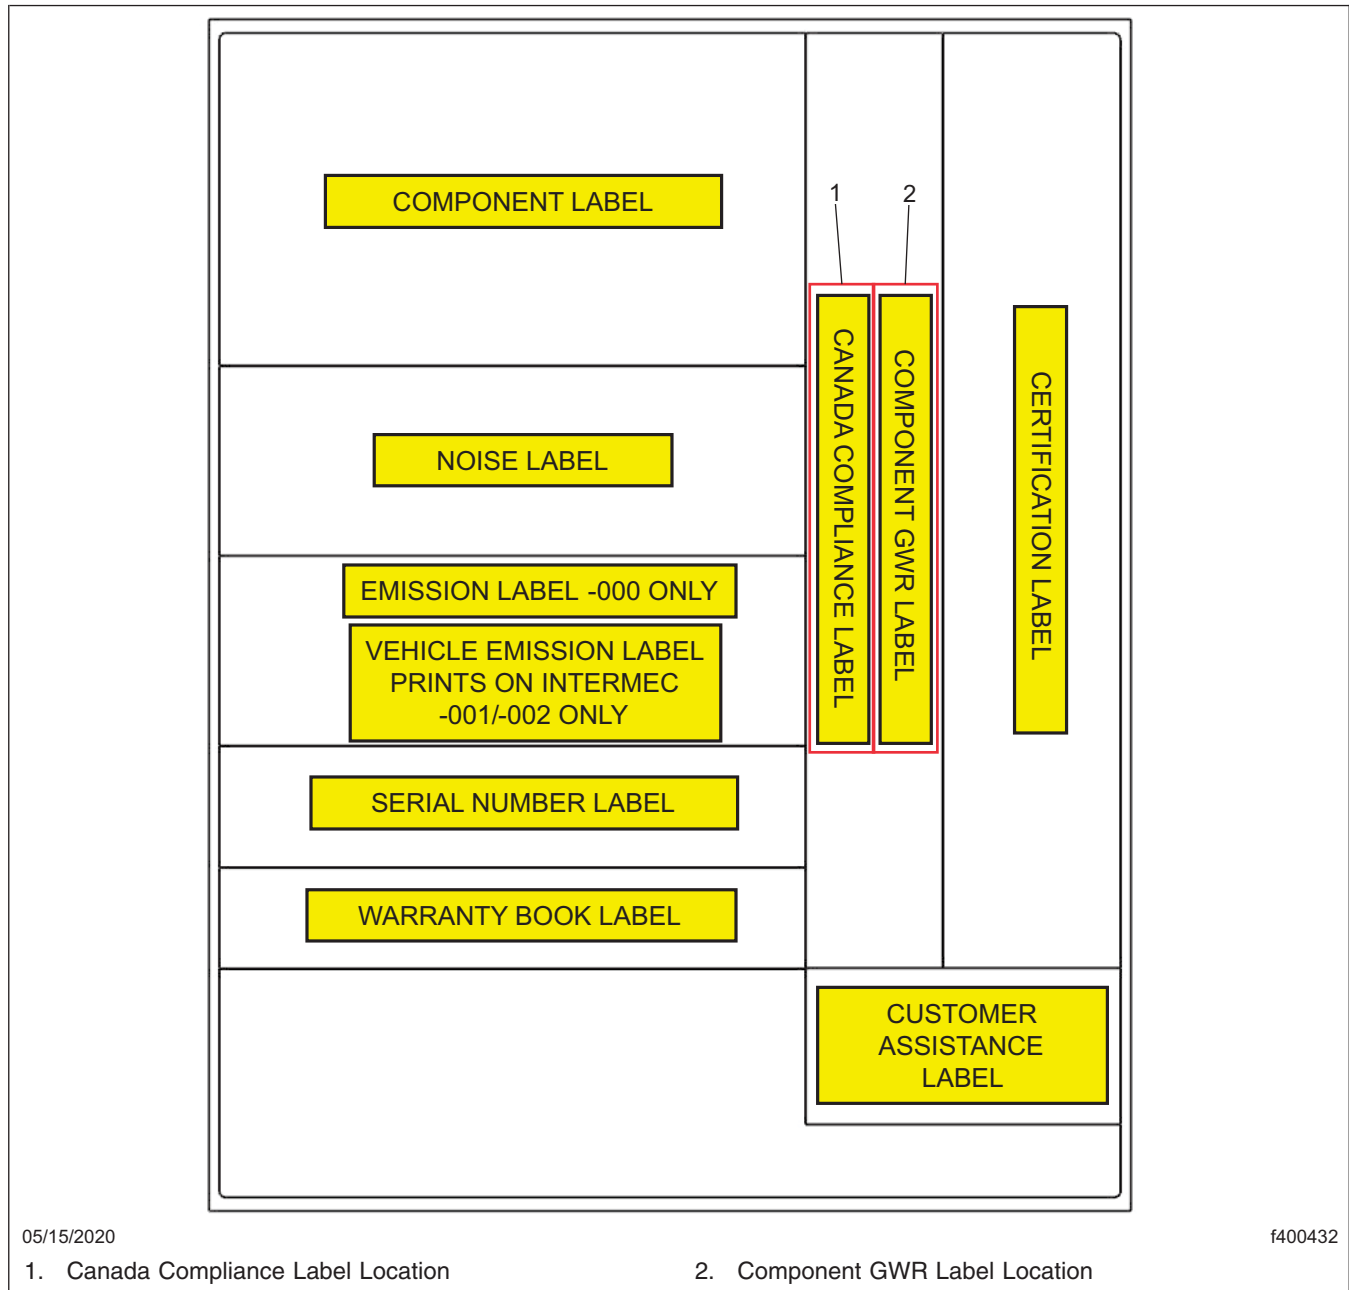 COMPONENT LABEL
1
2
CANADA COMPLIANCE LABEL
COMPONENT GWR LABEL
CERTIFICATION LABEL
NOISE LABEL
EMISSION LABEL -000 ONLY
VEHICLE EMISSION LABEL
PRINTS ON INTERMEC
-001/-002 ONLY
SERIAL NUMBER LABEL
WARRANTY BOOK LABEL
CUSTOMER
ASSISTANCE
LABEL
05/15/2020
f400432
1. Canada Compliance Label Location
2. Component GWR Label Location